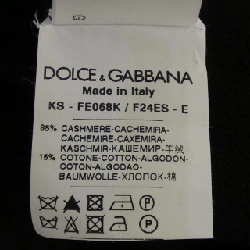 DOLCE & GABBANA
Made in Italy
KS - FE068K / F24ES - E
85% CASHMERE-CACHEMIRA-
CACHEMIRE-CAXEMIRA-
KASCHMIR-КАШЕМИР-羊绒
15% COTONE-COTTON-ALGODON-
COTON-ALGODAO-
BAUMWOLLE-ХЛОПОК-棉
P